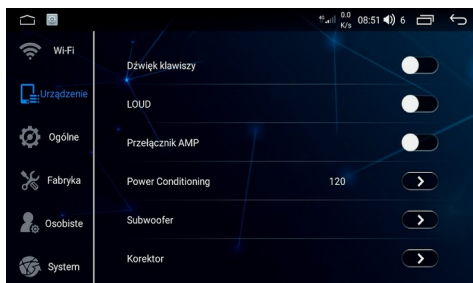 4G 0.0 K/s 08:51 6
Wi-Fi
Urządzenie
Ogólne
Fabryka
Osobiste
System
Dźwięk klawiszy
LOUD
Przełącznik AMP
Power Conditioning 120
Subwoofer
Korektor